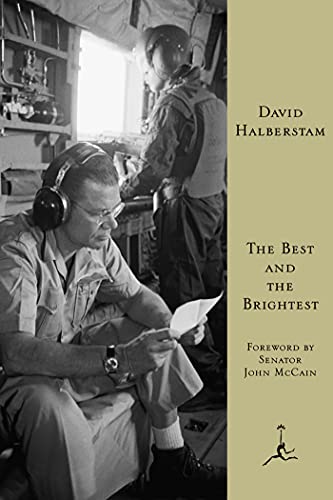 David
Halberstam
The Best
and
the
Brightest
Foreword by
Senator
John McCain